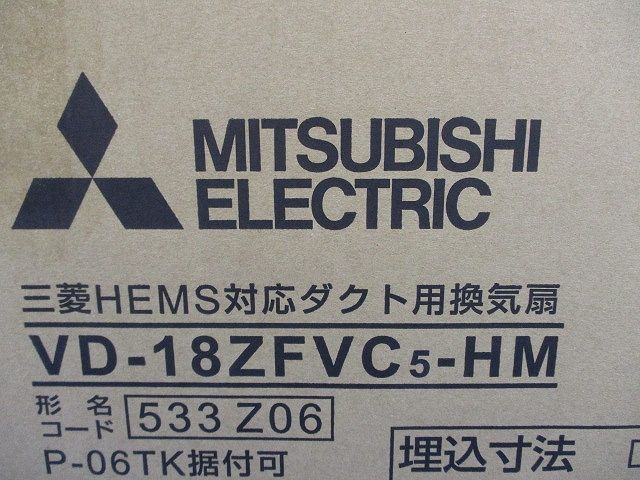 MITSUBISHI
ELECTRIC
三菱HEMS対応ダクト用換気扇
VD-18ZFVC5-HM
形名
コード 533 Z06
P-06TK据付可
埋込寸法